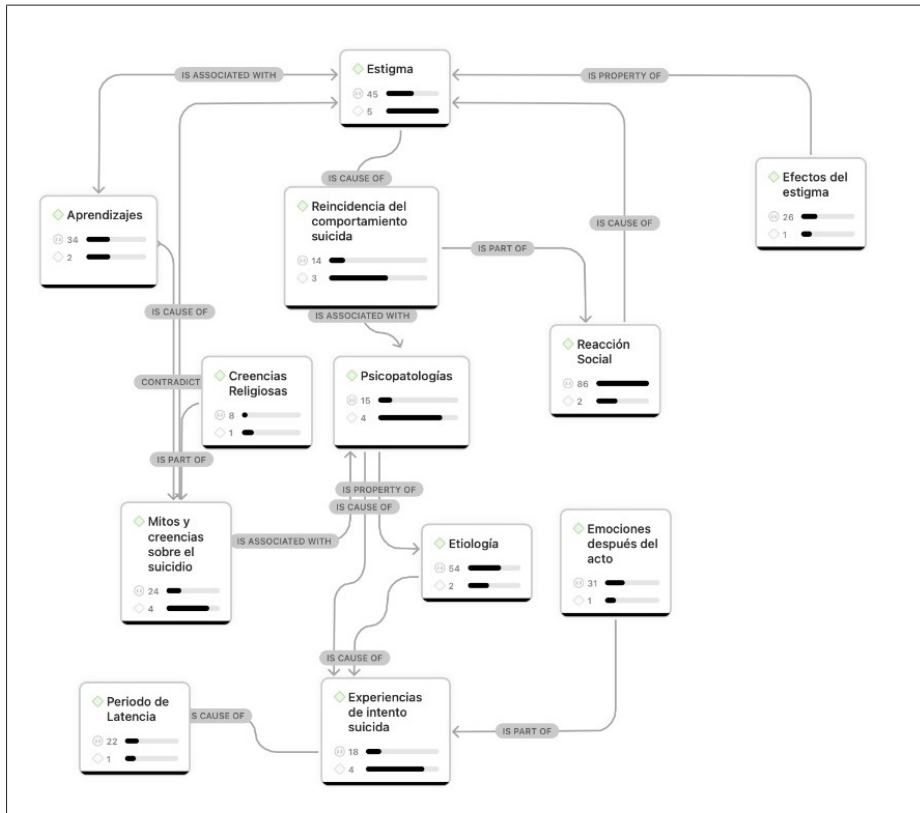 Estigma
45
5
IS ASSOCIATED WITH
IS PROPERTY OF
IS CAUSE OF
Aprendizajes
34
2
Reincidencia del
comportamiento
suicida
14
3
Efectos del
estigma
26
1
IS CAUSE OF
IS PART OF
IS CAUSE OF
IS ASSOCIATED WITH
Reacción
Social
86
2
CONTRADICT
Creencias
Religiosas
8
1
Psicopatologías
15
4
IS PART OF
IS PROPERTY OF
IS CAUSE OF
Mitos y
creencias
sobre el
suicidio
24
4
IS ASSOCIATED WITH
Etiología
54
2
Emociones
después del
acto
31
1
IS CAUSE OF
Periodo de
Latencia
22
1
S CAUSE OF
Experiencias
de intento
suicida
18
4
IS PART OF